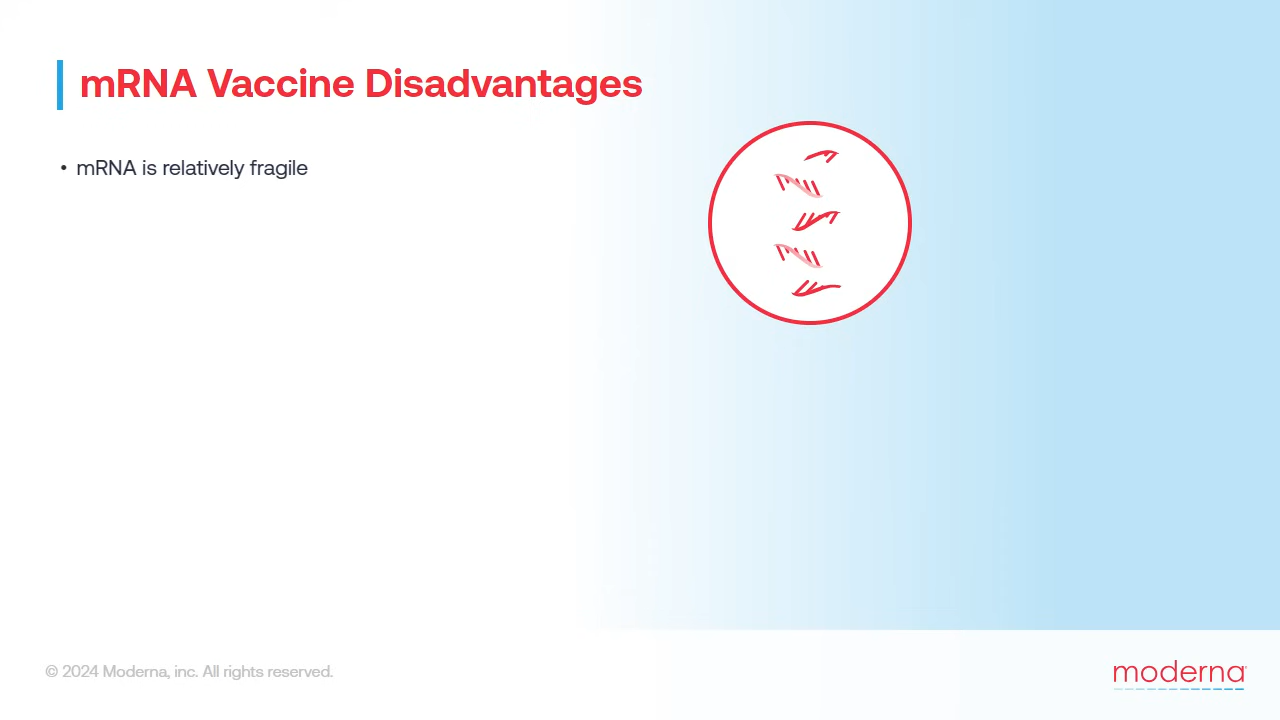 mRNA Vaccine Disadvantages
• mRNA is relatively fragile
© 2024 Moderna, inc. All rights reserved.
moderna